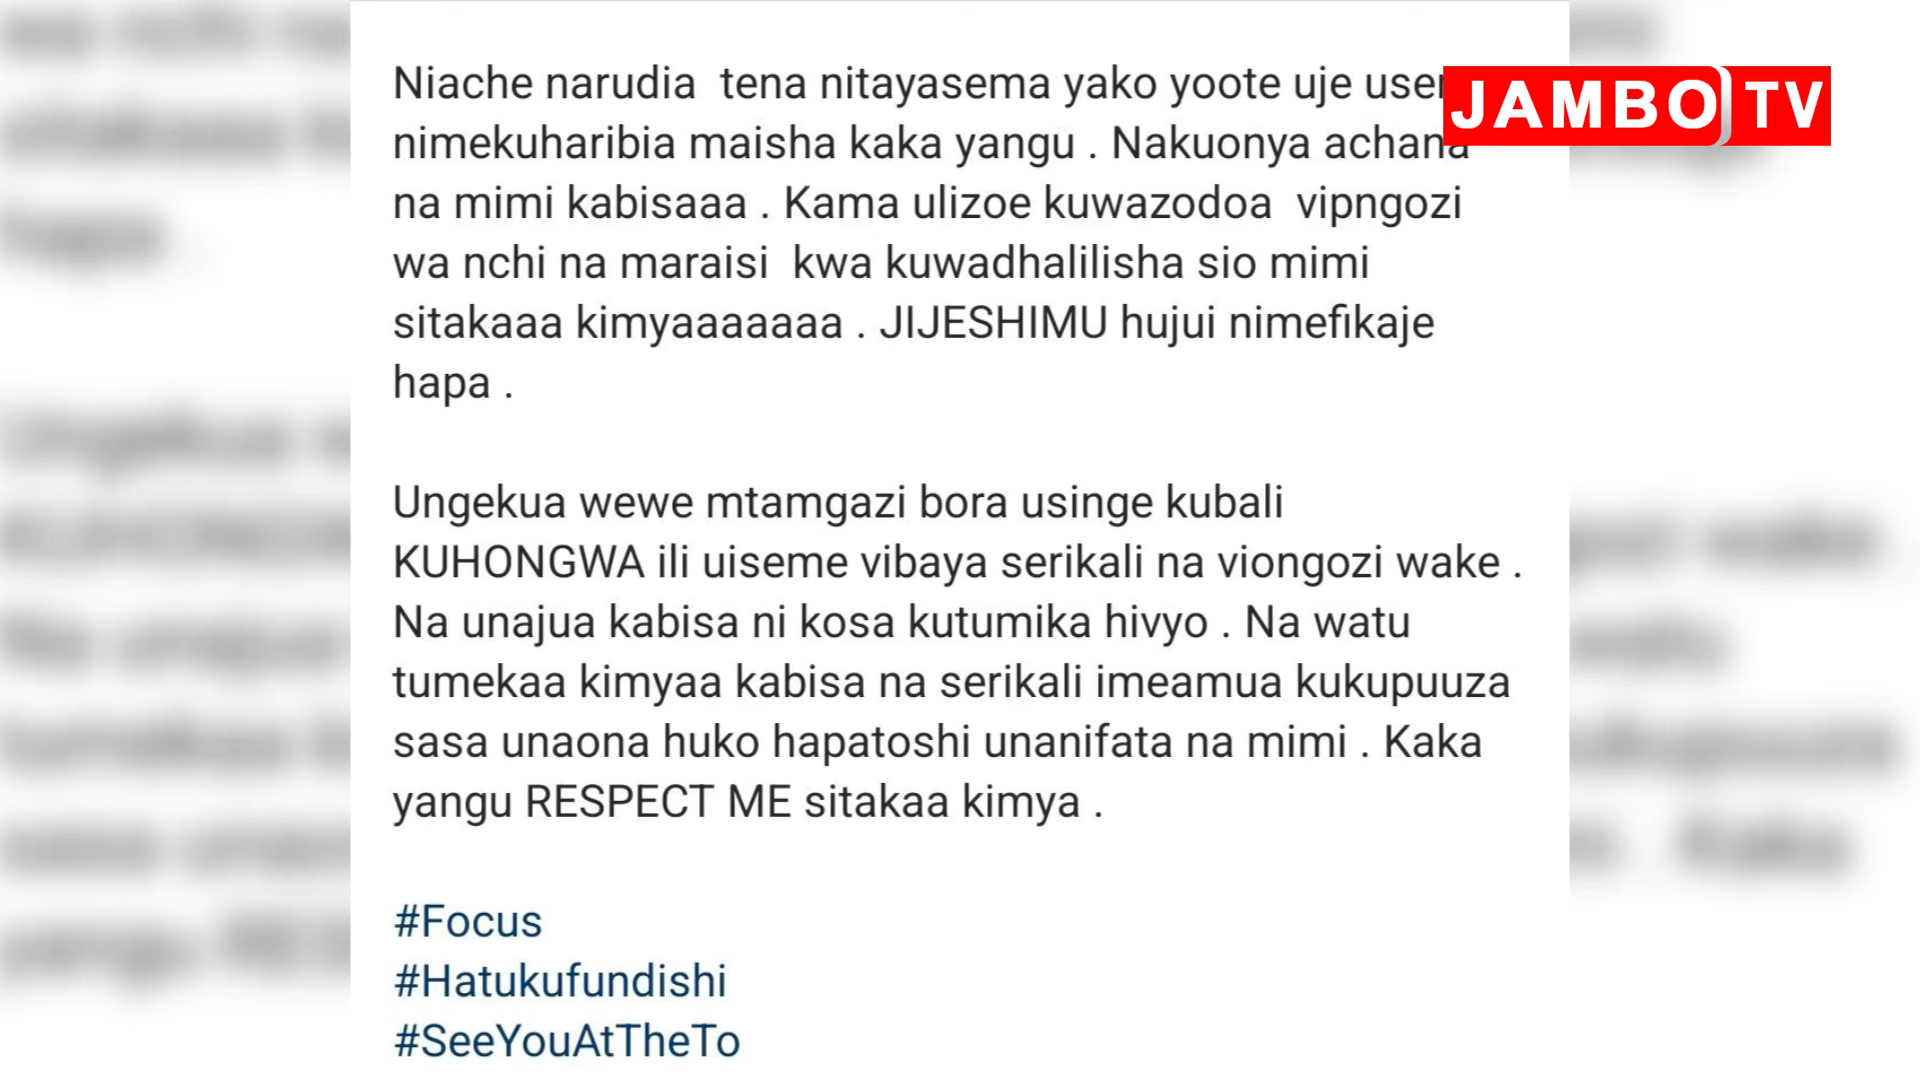 Niache narudia tena nitayasema yako yoote uje
JAMBO TV
nimekuharibia maisha kaka yangu . Nakuonya achana
na mimi kabisaaa . Kama ulizoe kuwazodoa vipngozi
wa nchi na maraisi kwa kuwadhalilisha sio mimi
sitakaaa kimyaaaaaaa . JIJESHIMU hujui nimefikaje
hapa .
Ungekua wewe mtamgazi bora usinge kubali
KUHONGWA ili uiseme vibaya serikali na viongozi wake .
Na unajua kabisa ni kosa kutumika hivyo . Na watu
tumekaa kimyaa kabisa na serikali imeamua kukupuuza
sasa unaona huko hapatoshi unanifata na mimi . Kaka
yangu RESPECT ME sitakaa kimya .
#Focus
#Hatukufundishi
#SeeYouAtTheTo